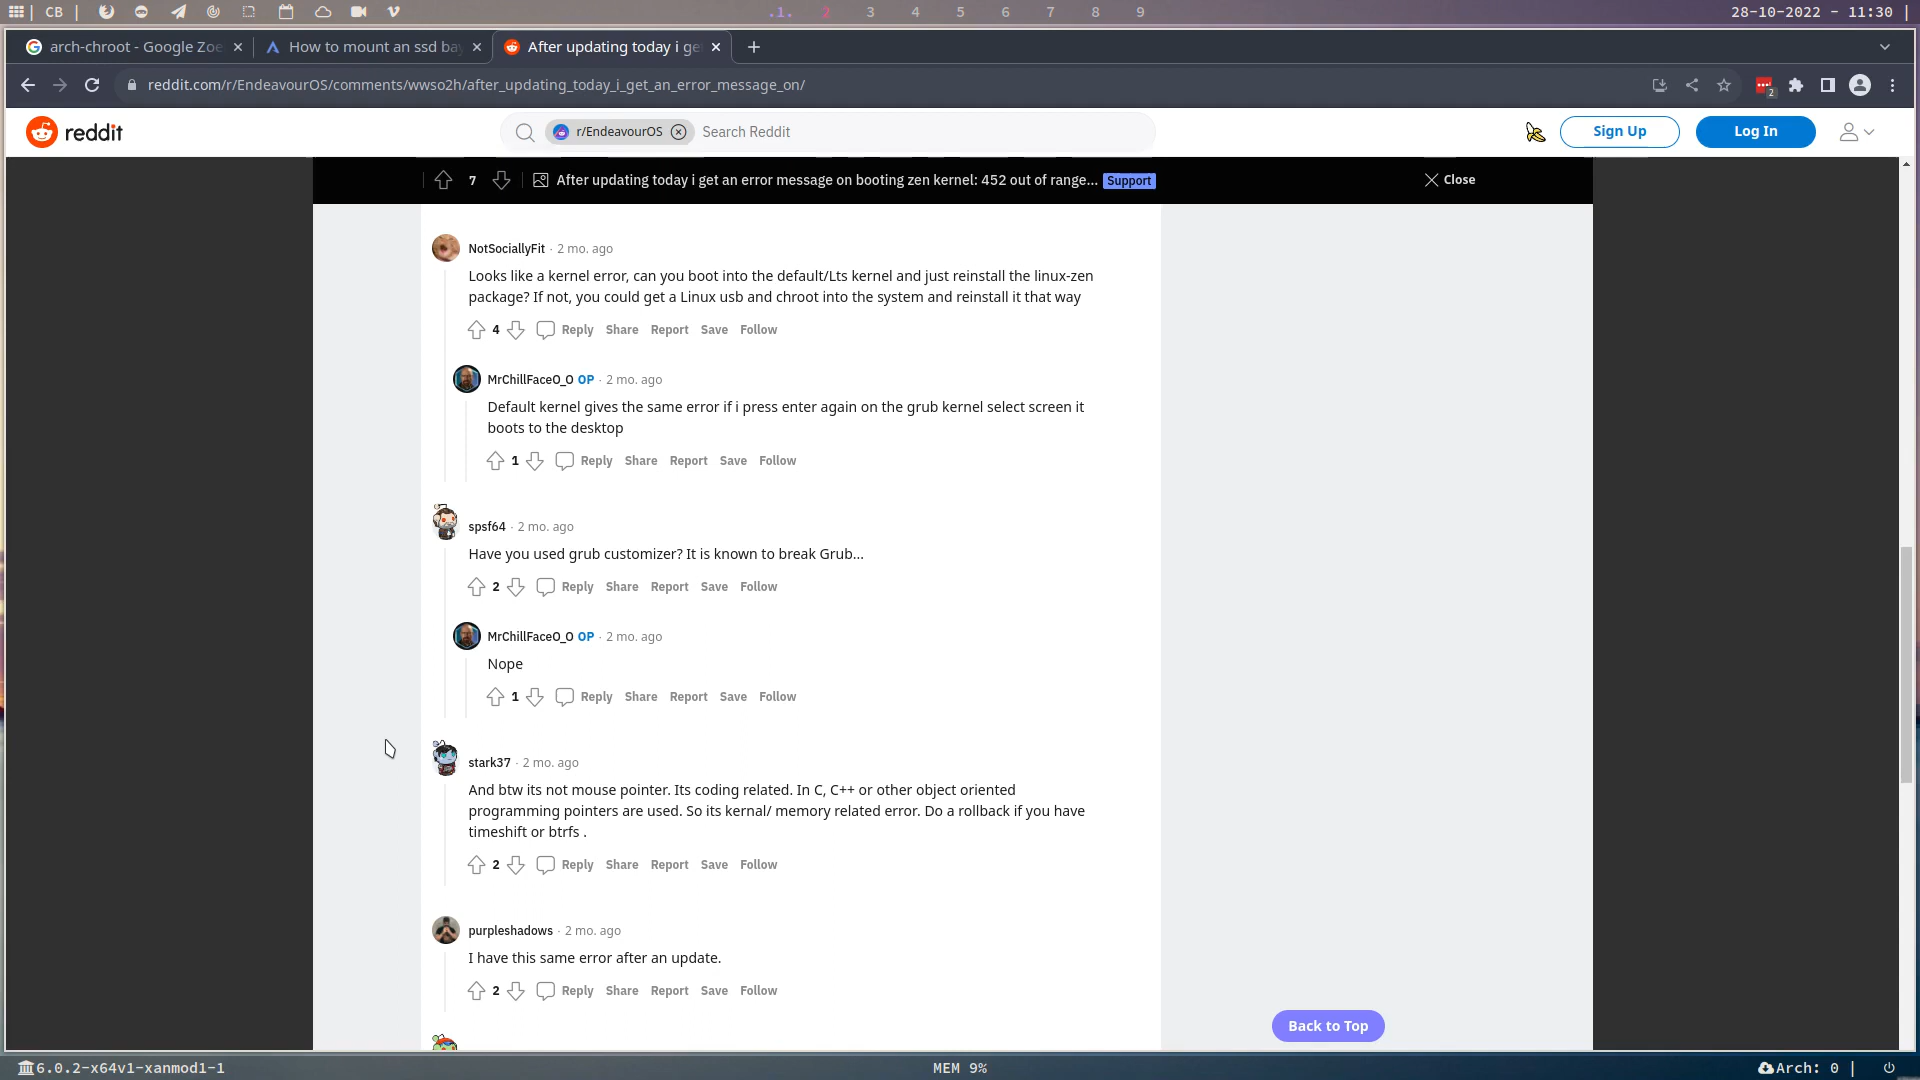 CB
.1. 2 3 4 5 6 7 8 9
28-10-2022 - 11:30
arch-chroot - Google Zoe
How to mount an ssd ba
After updating today i ge
reddit.com/r/EndeavourOS/comments/wwso2h/after_updating_today_i_get_an_error_message_on/
2
reddit
r/EndeavourOS
Search Reddit
Sign Up
Log In
7
After updating today i get an error message on booting zen kernel: 452 out of range...
Support
Close
NotSociallyFit · 2 mo. ago
Looks like a kernel error, can you boot into the default/Lts kernel and just reinstall the linux-zen
package? If not, you could get a Linux usb and chroot into the system and reinstall it that way
4 Reply Share Report Save Follow
MrChillFaceO_O OP · 2 mo. ago
Default kernel gives the same error if i press enter again on the grub kernel select screen it
boots to the desktop
1 Reply Share Report Save Follow
spsf64 · 2 mo. ago
Have you used grub customizer? It is known to break Grub...
2 Reply Share Report Save Follow
MrChillFaceO_O OP · 2 mo. ago
Nope
1 Reply Share Report Save Follow
stark37 · 2 mo. ago
And btw its not mouse pointer. Its coding related. In C, C++ or other object oriented
programming pointers are used. So its kernal/ memory related error. Do a rollback if you have
timeshift or btrfs .
2 Reply Share Report Save Follow
purpleshadows · 2 mo. ago
I have this same error after an update.
2 Reply Share Report Save Follow
Back to Top
6.0.2-x64v1-xanmod1-1
MEM 9%
Arch: 0